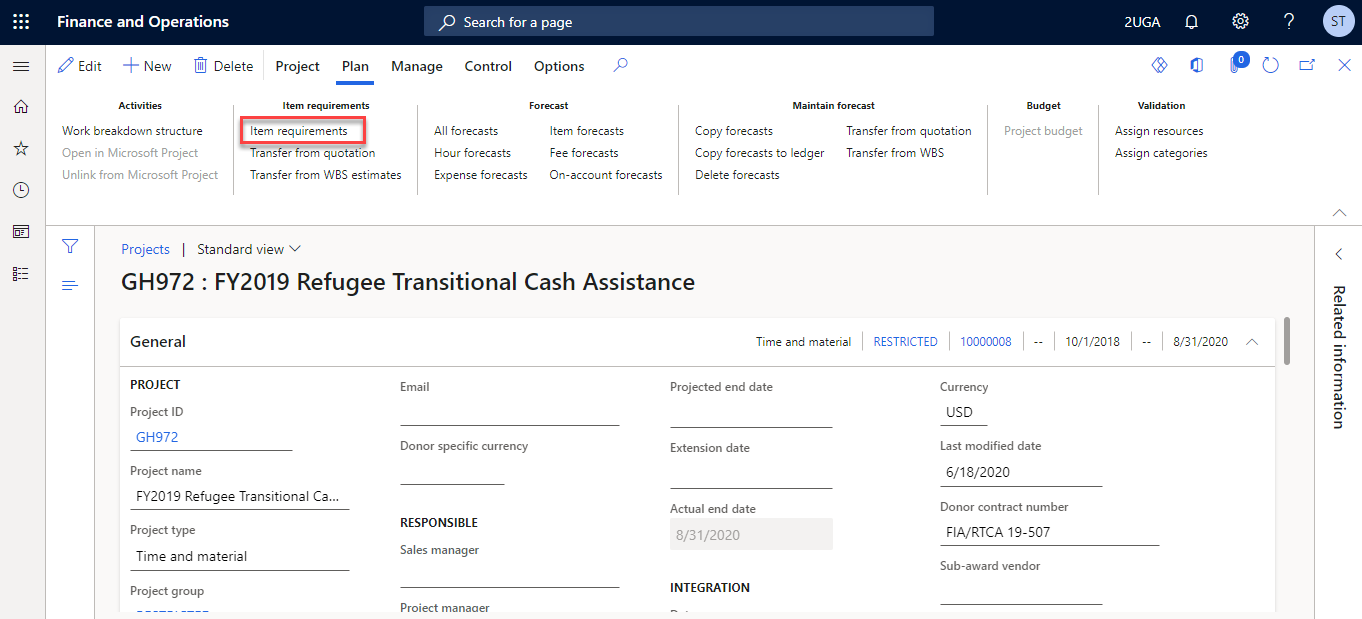 Finance and Operations
Search for a page
2UGA
?
ST
Edit
New
Delete
Project
Plan
Manage
Control
Options
0
Activities
Work breakdown structure
Open in Microsoft Project
Unlink from Microsoft Project
Item requirements
Item requirements
Transfer from quotation
Transfer from WBS estimates
Forecast
All forecasts
Hour forecasts
Expense forecasts
Item forecasts
Fee forecasts
On-account forecasts
Maintain forecast
Copy forecasts
Copy forecasts to ledger
Delete forecasts
Transfer from quotation
Transfer from WBS
Budget
Project budget
Validation
Assign resources
Assign categories
Projects | Standard view
GH972 : FY2019 Refugee Transitional Cash Assistance
General
Time and material
RESTRICTED
10000008
--
10/1/2018
--
8/31/2020
PROJECT
Project ID
GH972
Project name
FY2019 Refugee Transitional Ca...
Project type
Time and material
Project group
Email
Donor specific currency
RESPONSIBLE
Sales manager
Project manager
Projected end date
Extension date
Actual end date
8/31/2020
INTEGRATION
Currency
USD
Last modified date
6/18/2020
Donor contract number
FIA/RTCA 19-507
Sub-award vendor
Related information